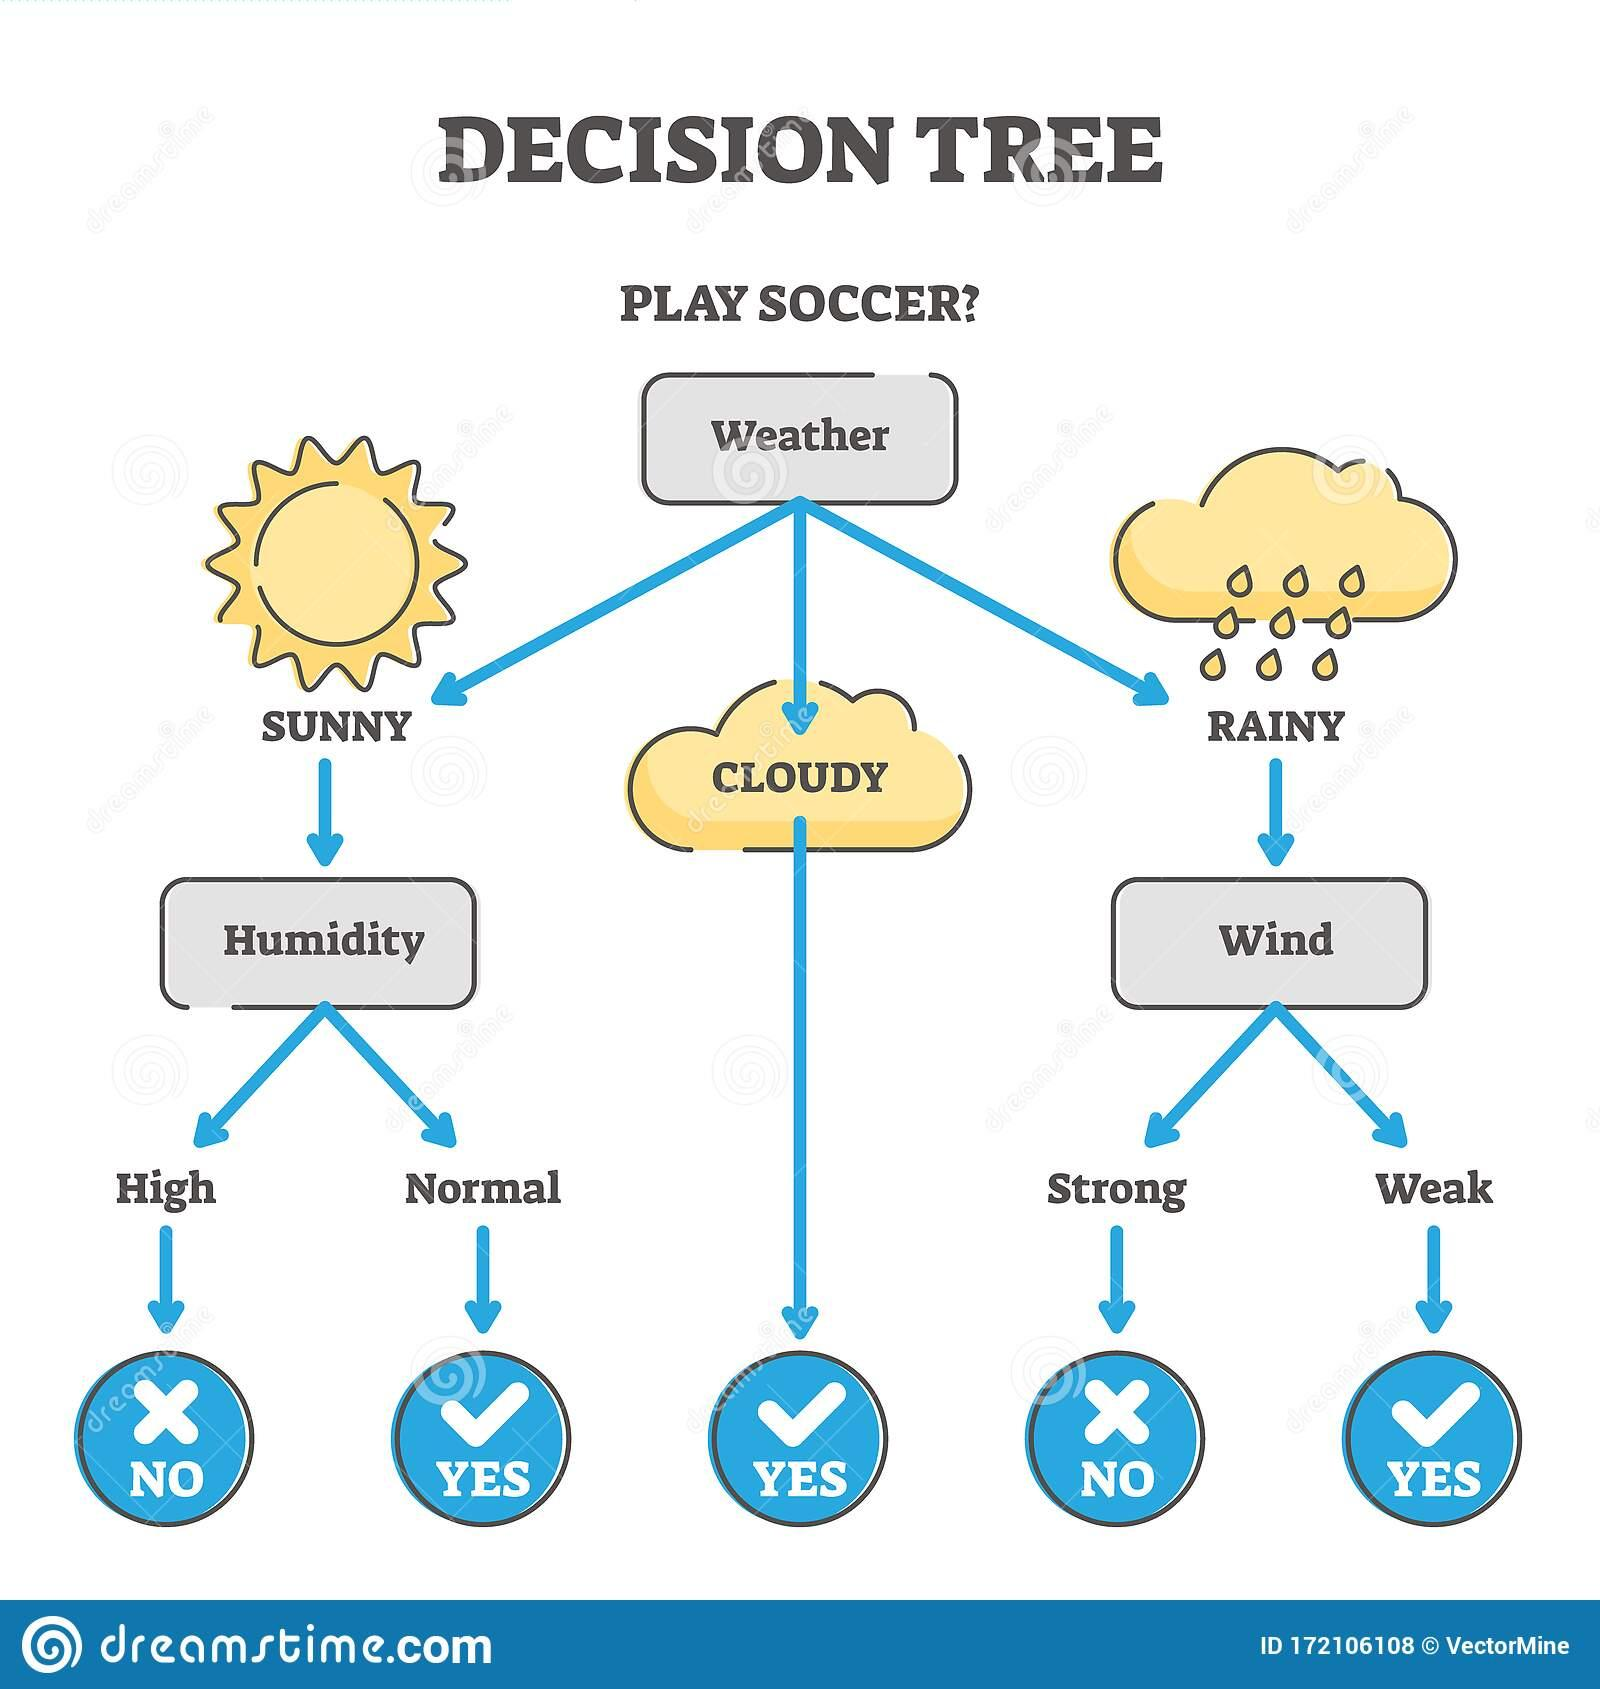 DECISION TREE
PLAY SOCCER?
Weather
SUNNY
CLOUDY
RAINY
Humidity
Wind
High
Normal
Strong
Weak
NO
YES
YES
NO
YES
dreamstime.com
ID 172106108 © VectorMine